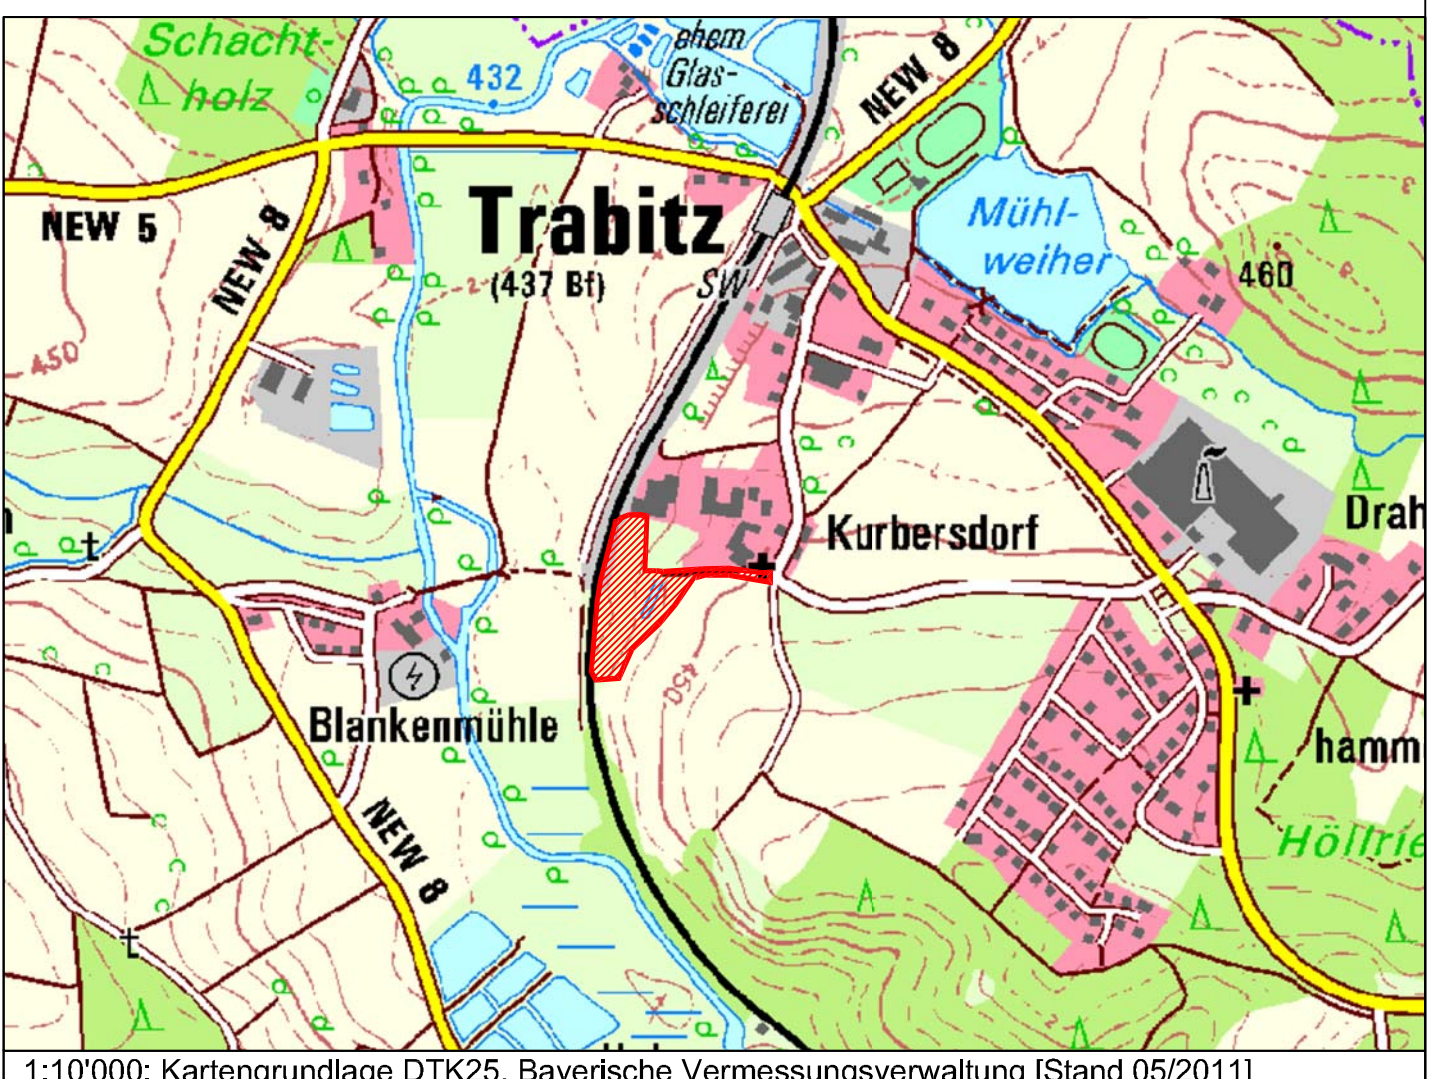 Schacht-
holz
432
ehem
Glas-
schleiferei
NEW 8
NEW 5
NEW 8
Trabitz
(437 Bf)
SW
Mühl-
weiher
460
450
Kurbersdorf
Drah
450
Blankenmühle
hamm
NEW 8
Höllrie
1:10'000; Kartengrundlage DTK25, Bayerische Vermessungsverwaltung [Stand 05/2011]